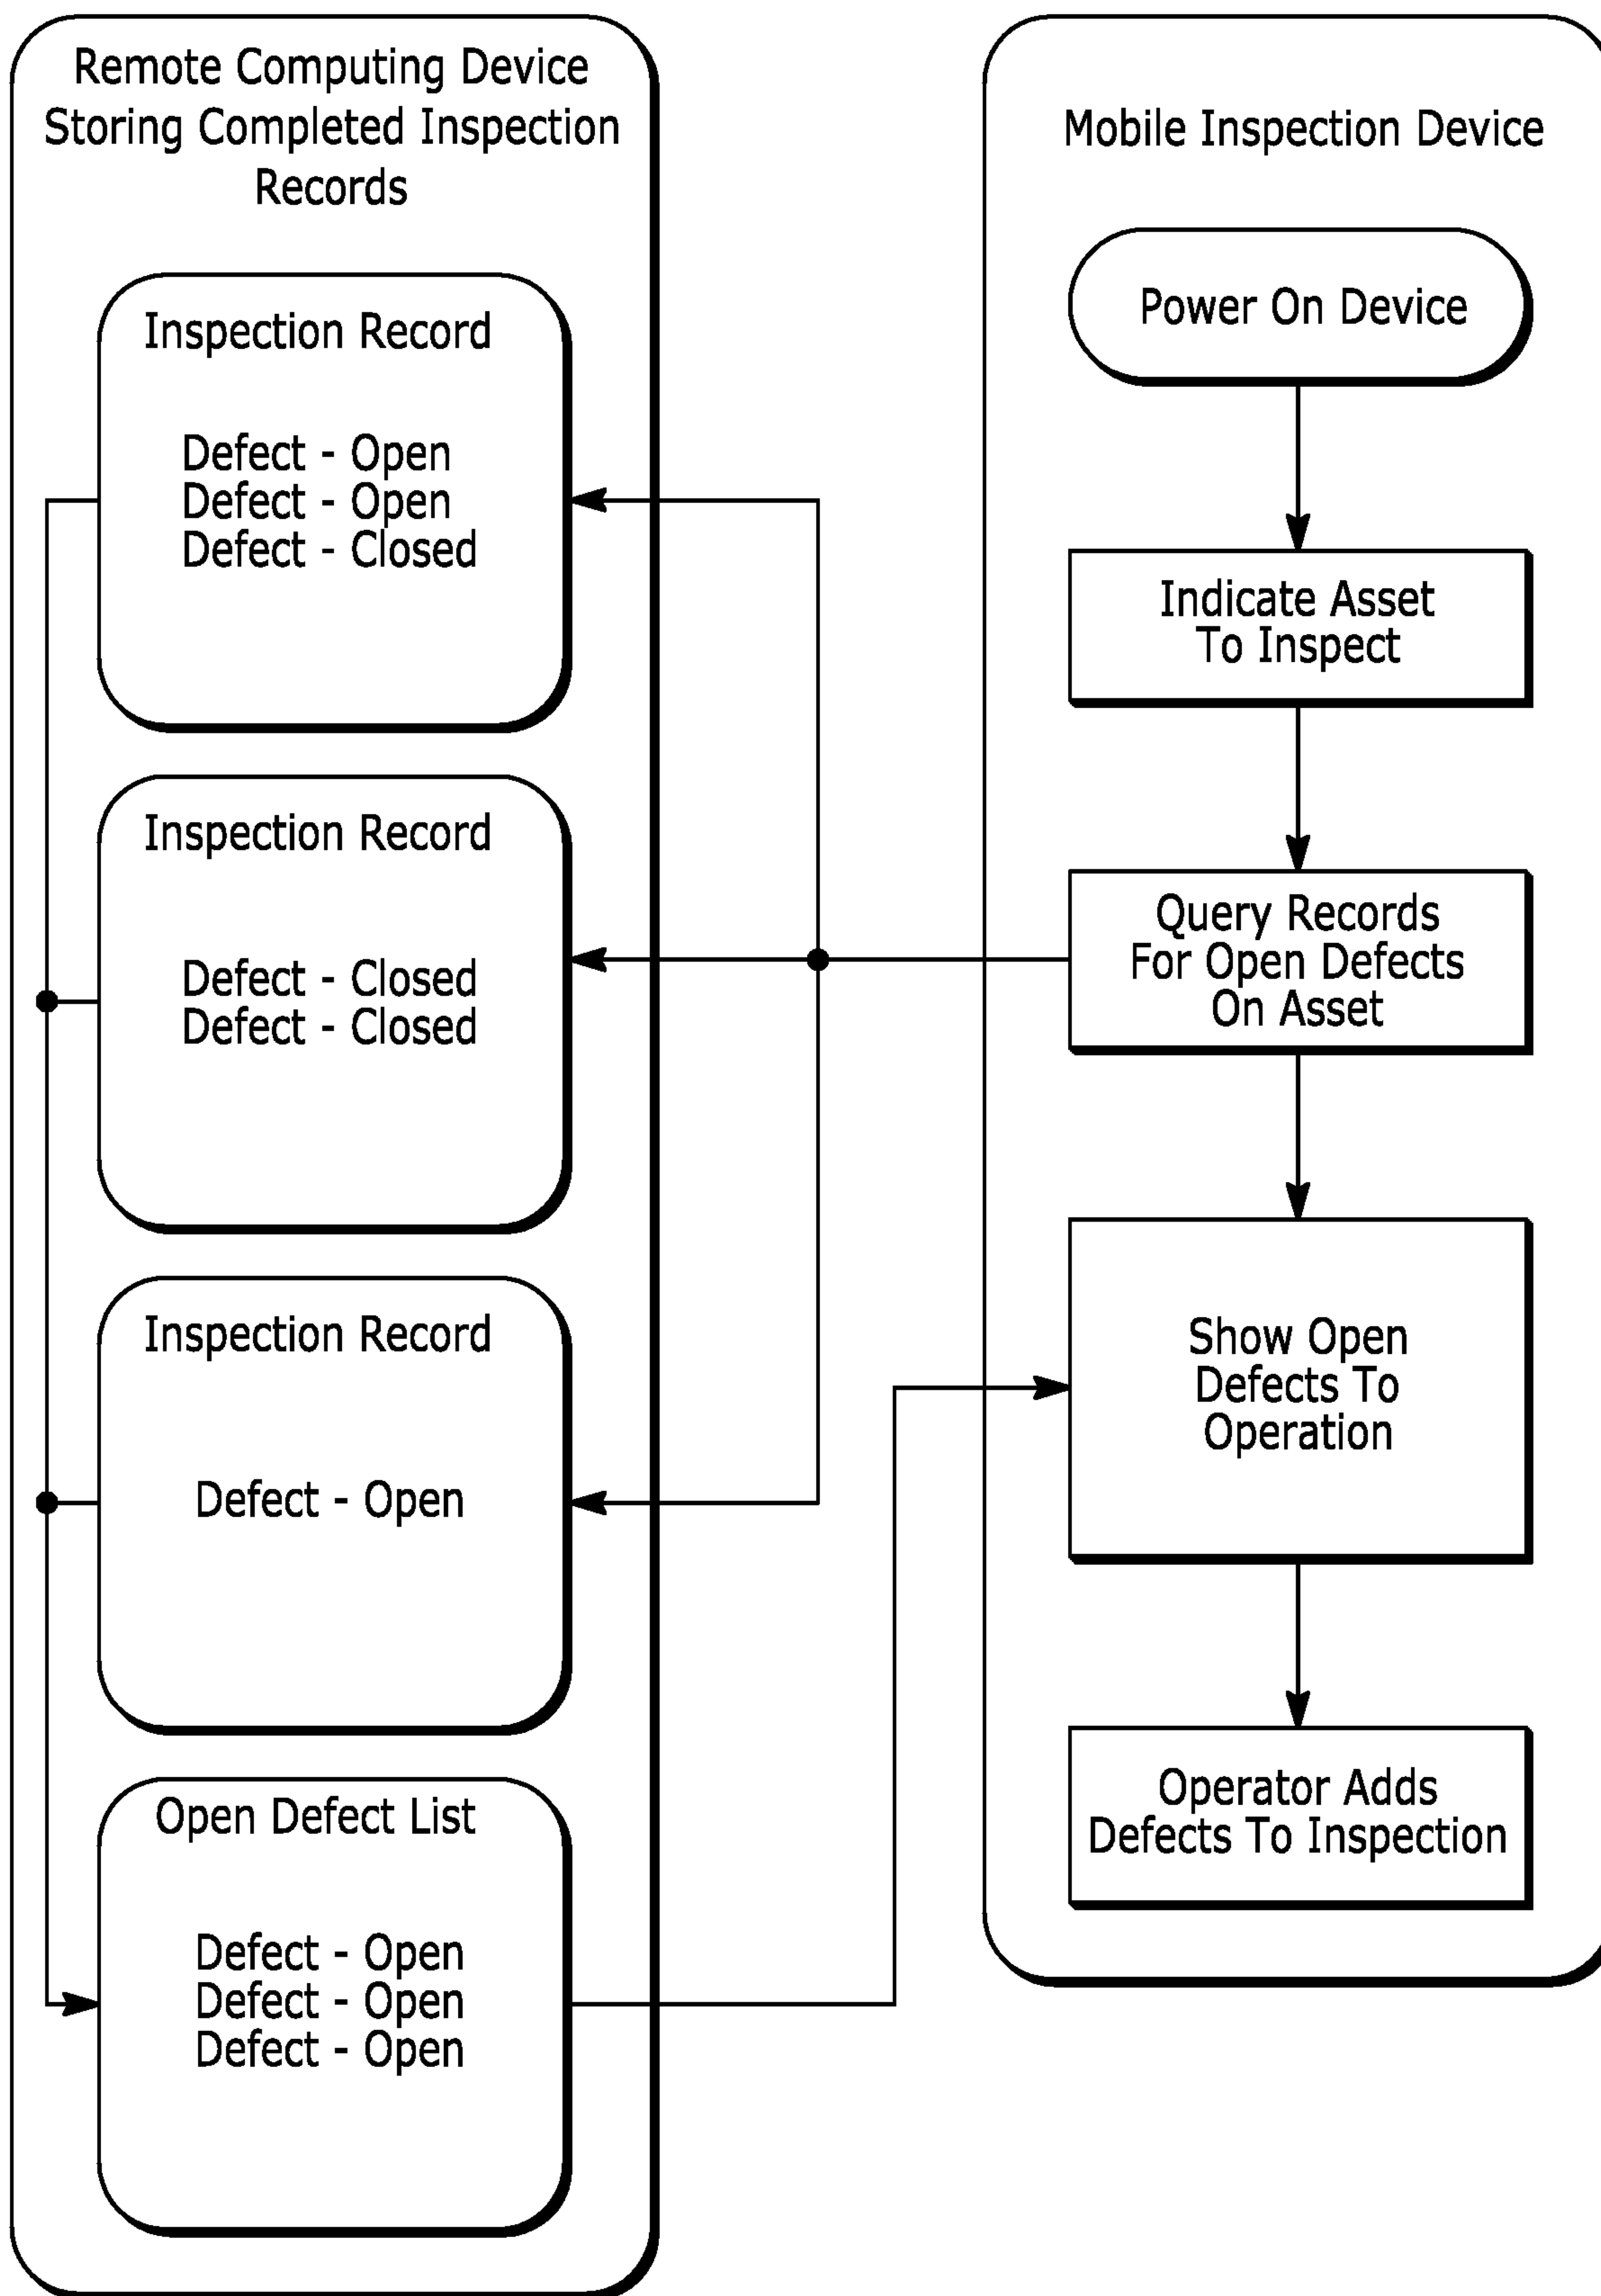 Remote Computing Device
Storing Completed Inspection
Records
Inspection Record
Defect - Open
Defect - Open
Defect - Closed
Inspection Record
Defect - Closed
Defect - Closed
Inspection Record
Defect - Open
Open Defect List
Defect - Open
Defect - Open
Defect - Open
Mobile Inspection Device
Power On Device
Indicate Asset
To Inspect
Query Records
For Open Defects
On Asset
Show Open
Defects To
Operation
Operator Adds
Defects To Inspection